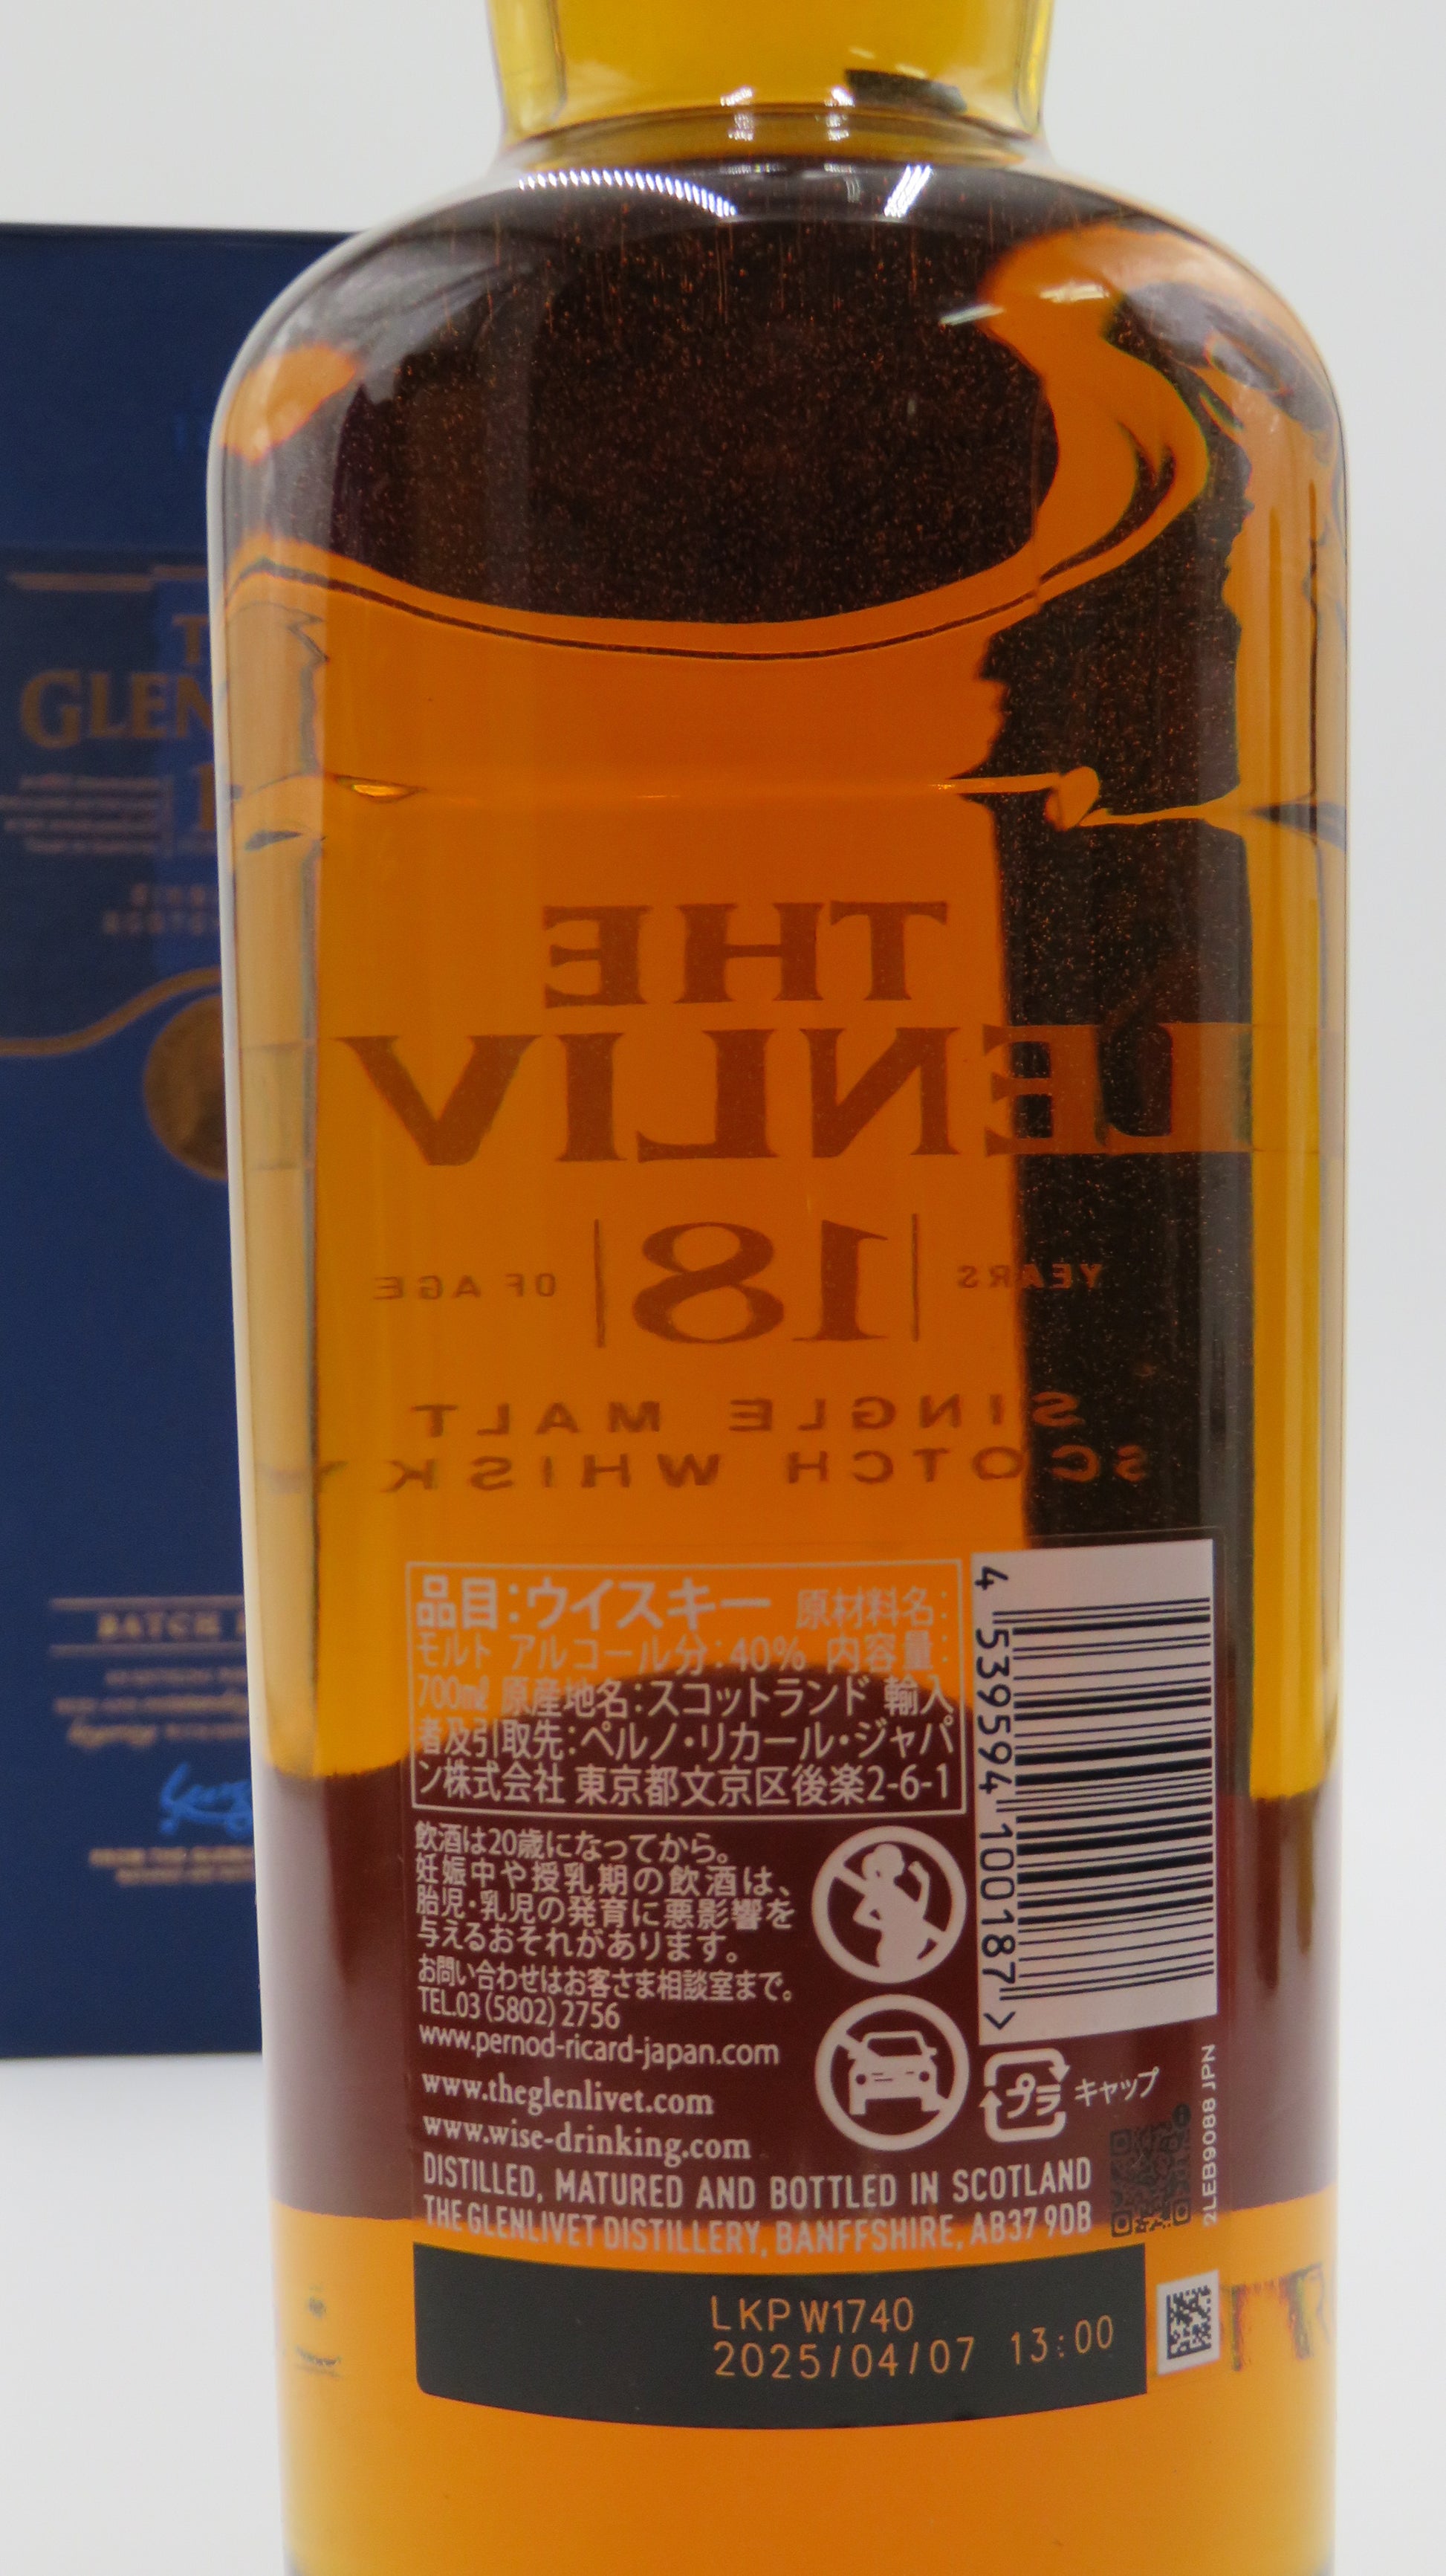 THE
GLEN
THE
LENLIV
YEARS | 18 | OF AGE
SINGLE MALT
SCOTCH WHISKY
品目:ウイスキー 原材料名:
モルト アルコール分:40% 内容量:
700㎖ 原産地名:スコットランド 輸入
者及引取先:ペルノ・リカール・ジャパ
ン株式会社 東京都文京区後楽2-6-1
4 539594 100187 >
飲酒は20歳になってから。
妊娠中や授乳期の飲酒は、
胎児・乳児の発育に悪影響を
与えるおそれがあります。
お問い合わせはお客さま相談室まで。
TEL.03 (5802) 2756
www.pernod-ricard-japan.com
www.theglenlivet.com
www.wise-drinking.com
プラ キャップ
2LEB9088 JPN
DISTILLED, MATURED AND BOTTLED IN SCOTLAND
THE GLENLIVET DISTILLERY, BANFFSHIRE, AB37 9DB
LKPW1740
2025/04/07 13:00
BATCH